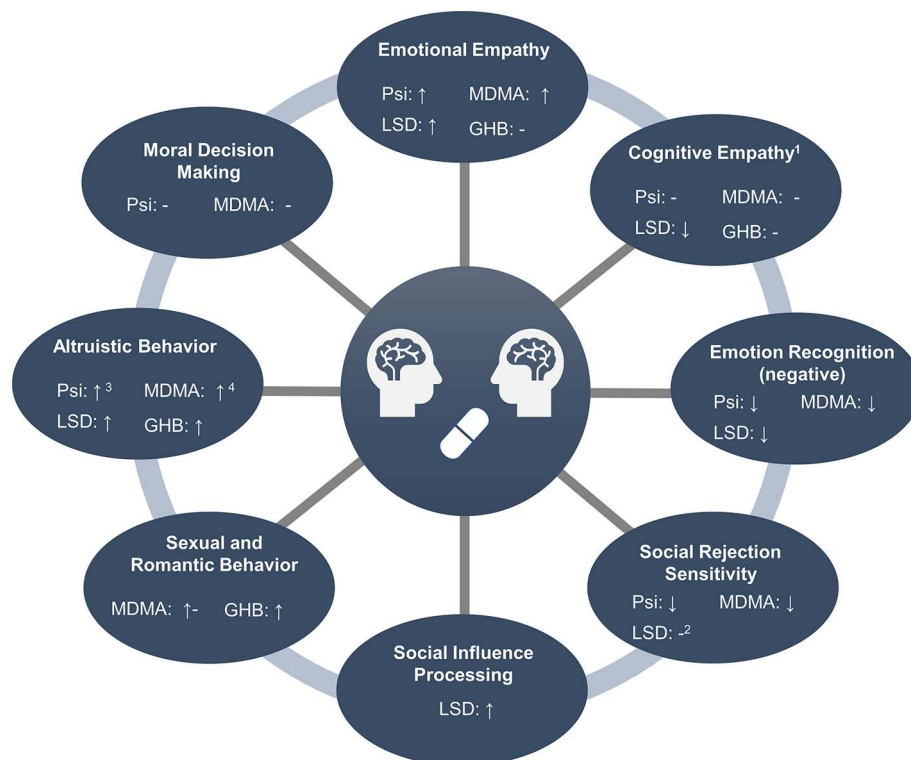 Emotional Empathy
Psi: ↑ MDMA: ↑
LSD: ↑ GHB: -
Cognitive Empathy¹
Psi: - MDMA: -
LSD: ↓ GHB: -
Emotion Recognition
(negative)
Psi: ↓ MDMA: ↓
LSD: ↓
Social Rejection
Sensitivity
Psi: ↓ MDMA: ↓
LSD: -²
Social Influence
Processing
LSD: ↑
Sexual and
Romantic Behavior
MDMA: ↑- GHB: ↑
Altruistic Behavior
Psi: ↑³ MDMA: ↑⁴
LSD: ↑ GHB: ↑
Moral Decision
Making
Psi: - MDMA: -